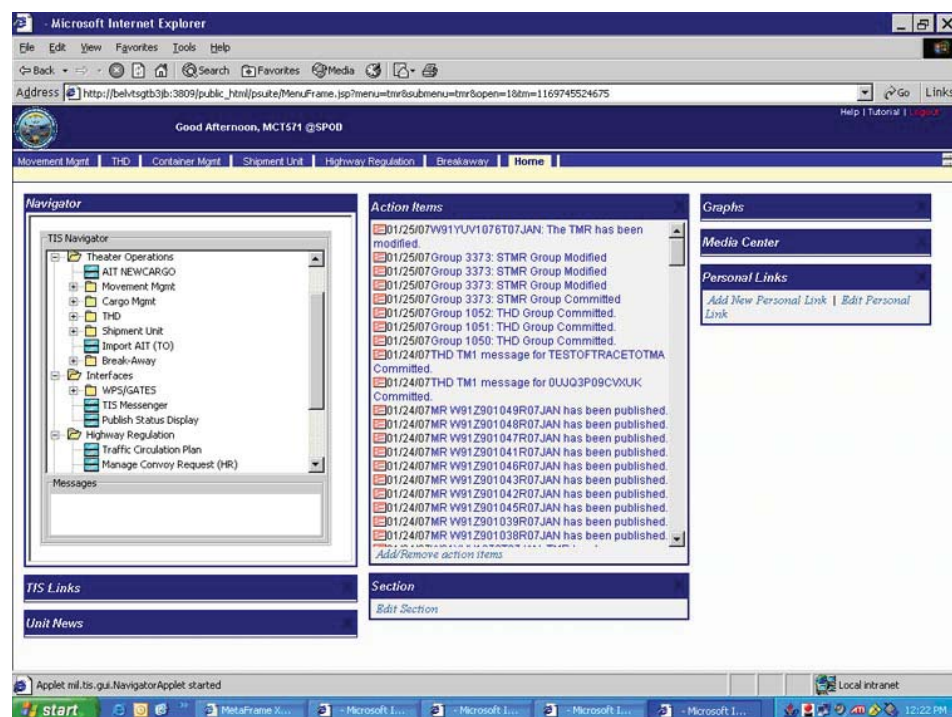 - Microsoft Internet Explorer
File Edit View Favorites Tools Help
Back Search Favorites Media
Address http://belvtsgtb3jb:3809/public_html/psuite/MenuFrame.jsp?menu=tmr&submenu=tmr&open=1&tm=1169745524675 Go Links
Help | Tutorial | Logout
Good Afternoon, MCT571 @SPOD
Movement Mgmt THD Container Mgmt Shipment Unit Highway Regulation Breakaway Home
Navigator
TIS Navigator
Theater Operations
AIT NEWCARGO
Movement Mgmt
Cargo Mgmt
THD
Shipment Unit
Import AIT (TO)
Break-Away
Interfaces
WPS/GATES
TIS Messenger
Publish Status Display
Highway Regulation
Traffic Circulation Plan
Manage Convoy Request (HR)
Messages
TIS Links
Unit News
Action Items
01/25/07W91YUV1076T07JAN: The TMR has been
modified.
01/25/07Group 3373: STMR Group Modified
01/25/07Group 3373: STMR Group Modified
01/25/07Group 3373: STMR Group Modified
01/25/07Group 3373: STMR Group Committed
01/25/07Group 1052: THD Group Committed.
01/25/07Group 1051: THD Group Committed.
01/25/07Group 1050: THD Group Committed.
01/24/07THD TM1 message for TESTOFTRACETOTMA
Committed.
01/24/07THD TM1 message for 0UJQ3P09CVXUK
Committed.
01/24/07MR W91Z901049R07JAN has been published.
01/24/07MR W91Z901048R07JAN has been published.
01/24/07MR W91Z901047R07JAN has been published.
01/24/07MR W91Z901041R07JAN has been published.
01/24/07MR W91Z901046R07JAN has been published.
01/24/07MR W91Z901043R07JAN has been published.
01/24/07MR W91Z901042R07JAN has been published.
01/24/07MR W91Z901045R07JAN has been published.
01/24/07MR W91Z901039R07JAN has been published.
01/24/07MR W91Z901038R07JAN has been published.
Add/Remove action items
Section
Edit Section
Graphs
Media Center
Personal Links
Add New Personal Link | Edit Personal
Link
Applet mil.tis.gui.NavigatorApplet started Local intranet
start MetaFrame X... - Microsoft I... - Microsoft I... - Microsoft I... - Microsoft I... 12:22 PM